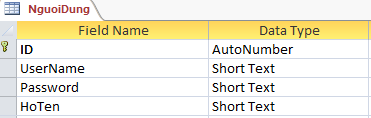 NguoiDung
Field Name Data Type
ID AutoNumber
UserName Short Text
Password Short Text
HoTen Short Text